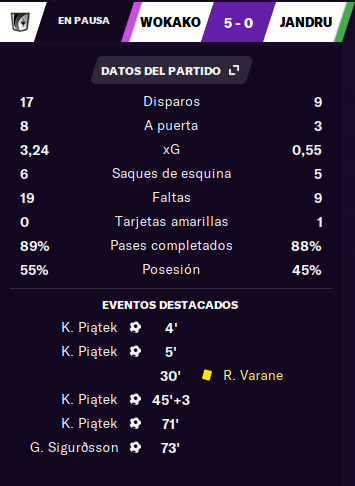 EN PAUSA WOKAKO 5 - 0 JANDRU
DATOS DEL PARTIDO
17 Disparos 9
8 A puerta 3
3,24 xG 0,55
6 Saques de esquina 5
19 Faltas 9
0 Tarjetas amarillas 1
89% Pases completados 88%
55% Posesión 45%
EVENTOS DESTACADOS
K. Piątek 4'
K. Piątek 5'
30' R. Varane
K. Piątek 45'+3
K. Piątek 71'
G. Sigurðsson 73'